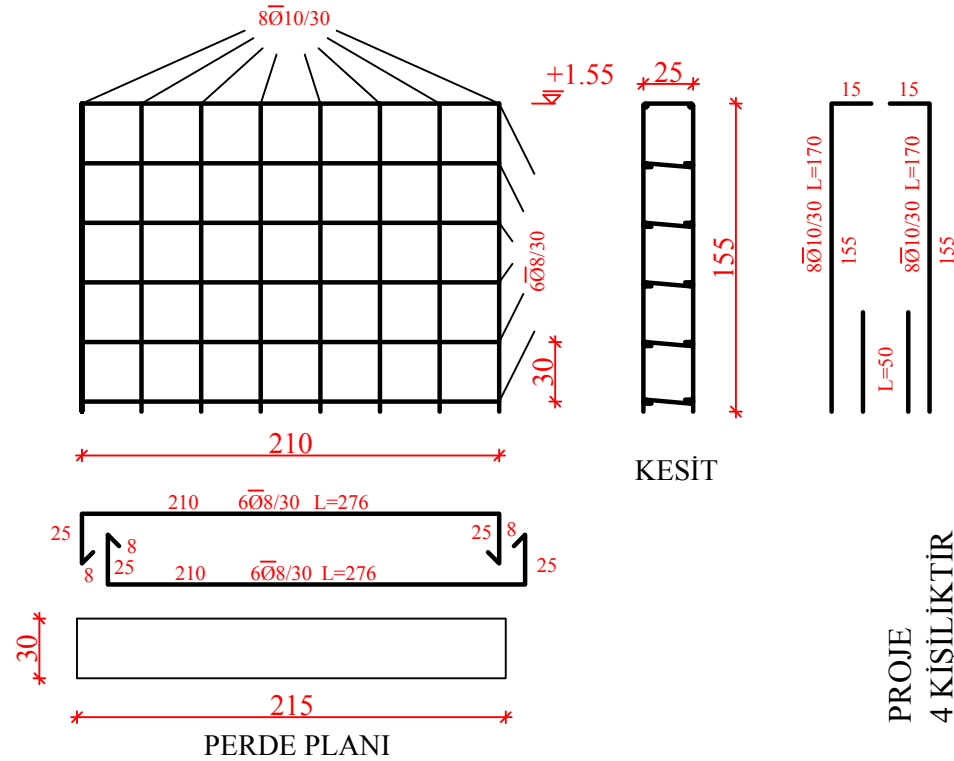 8Ø10/30
+1.55
25
15 15
8Ø10/30 L=170
155
8Ø10/30 L=170
155
L=50
155
6Ø8/30
30
210
KESİT
210 6Ø8/30 L=276
25
8
8
25
25
8
25
210 6Ø8/30 L=276
30
215
PERDE PLANI
PROJE
4 KİŞİLİKTİR